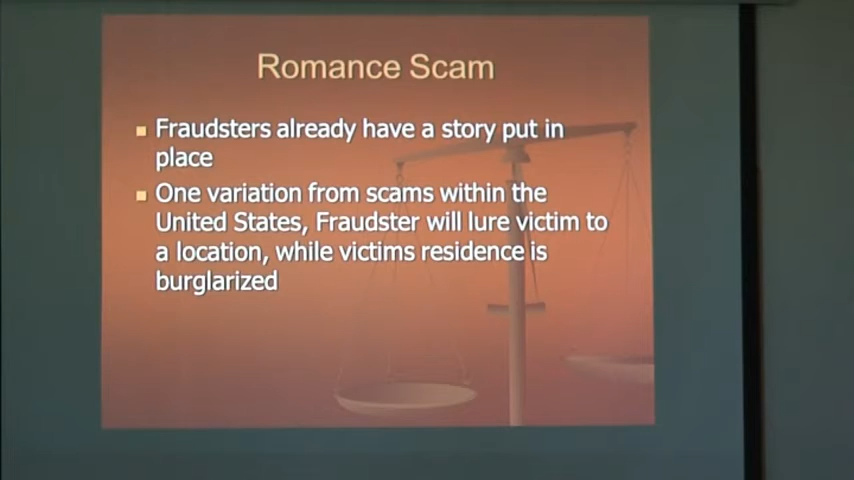 Romance Scam
Fraudsters already have a story put in
place
One variation from scams within the
United States, Fraudster will lure victim to
a location, while victims residence is
burglarized